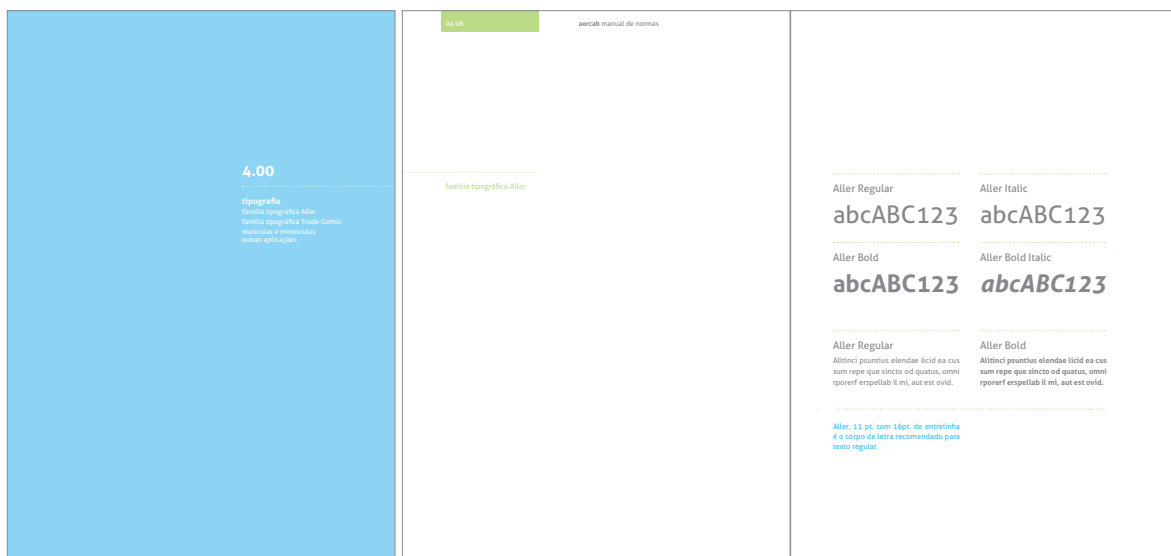 4.00
tipografia
família tipográfica Aller
família tipográfica Trade Gothic
maísculas e minúsculas
outras aplicações
04.06
aercab manual de normas
família tipográfica Aller
Aller Regular
abcABC123
Aller Italic
abcABC123
Aller Bold
abcABC123
Aller Bold Italic
abcABC123
Aller Regular
Alitinci psuntius elendae licid ea cus
sum repe que sincto od quatus, omni
rporerf erspellab il mi, aut est ovid.
Aller Bold
Alitinci psuntius elendae licid ea cus
sum repe que sincto od quatus, omni
rporerf erspellab il mi, aut est ovid.
Aller, 11 pt. com 16pt. de entrelinha
é o corpo de letra recomendado para
texto regular.